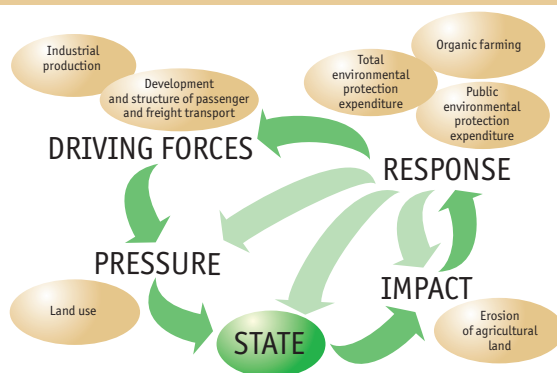 Industrial
production
Development
and structure of passenger
and freight transport
DRIVING FORCES
Organic farming
Total
environmental
protection
expenditure
Public
environmental
protection
expenditure
RESPONSE
PRESSURE
Land use
IMPACT
STATE
Erosion
of agricultural
land